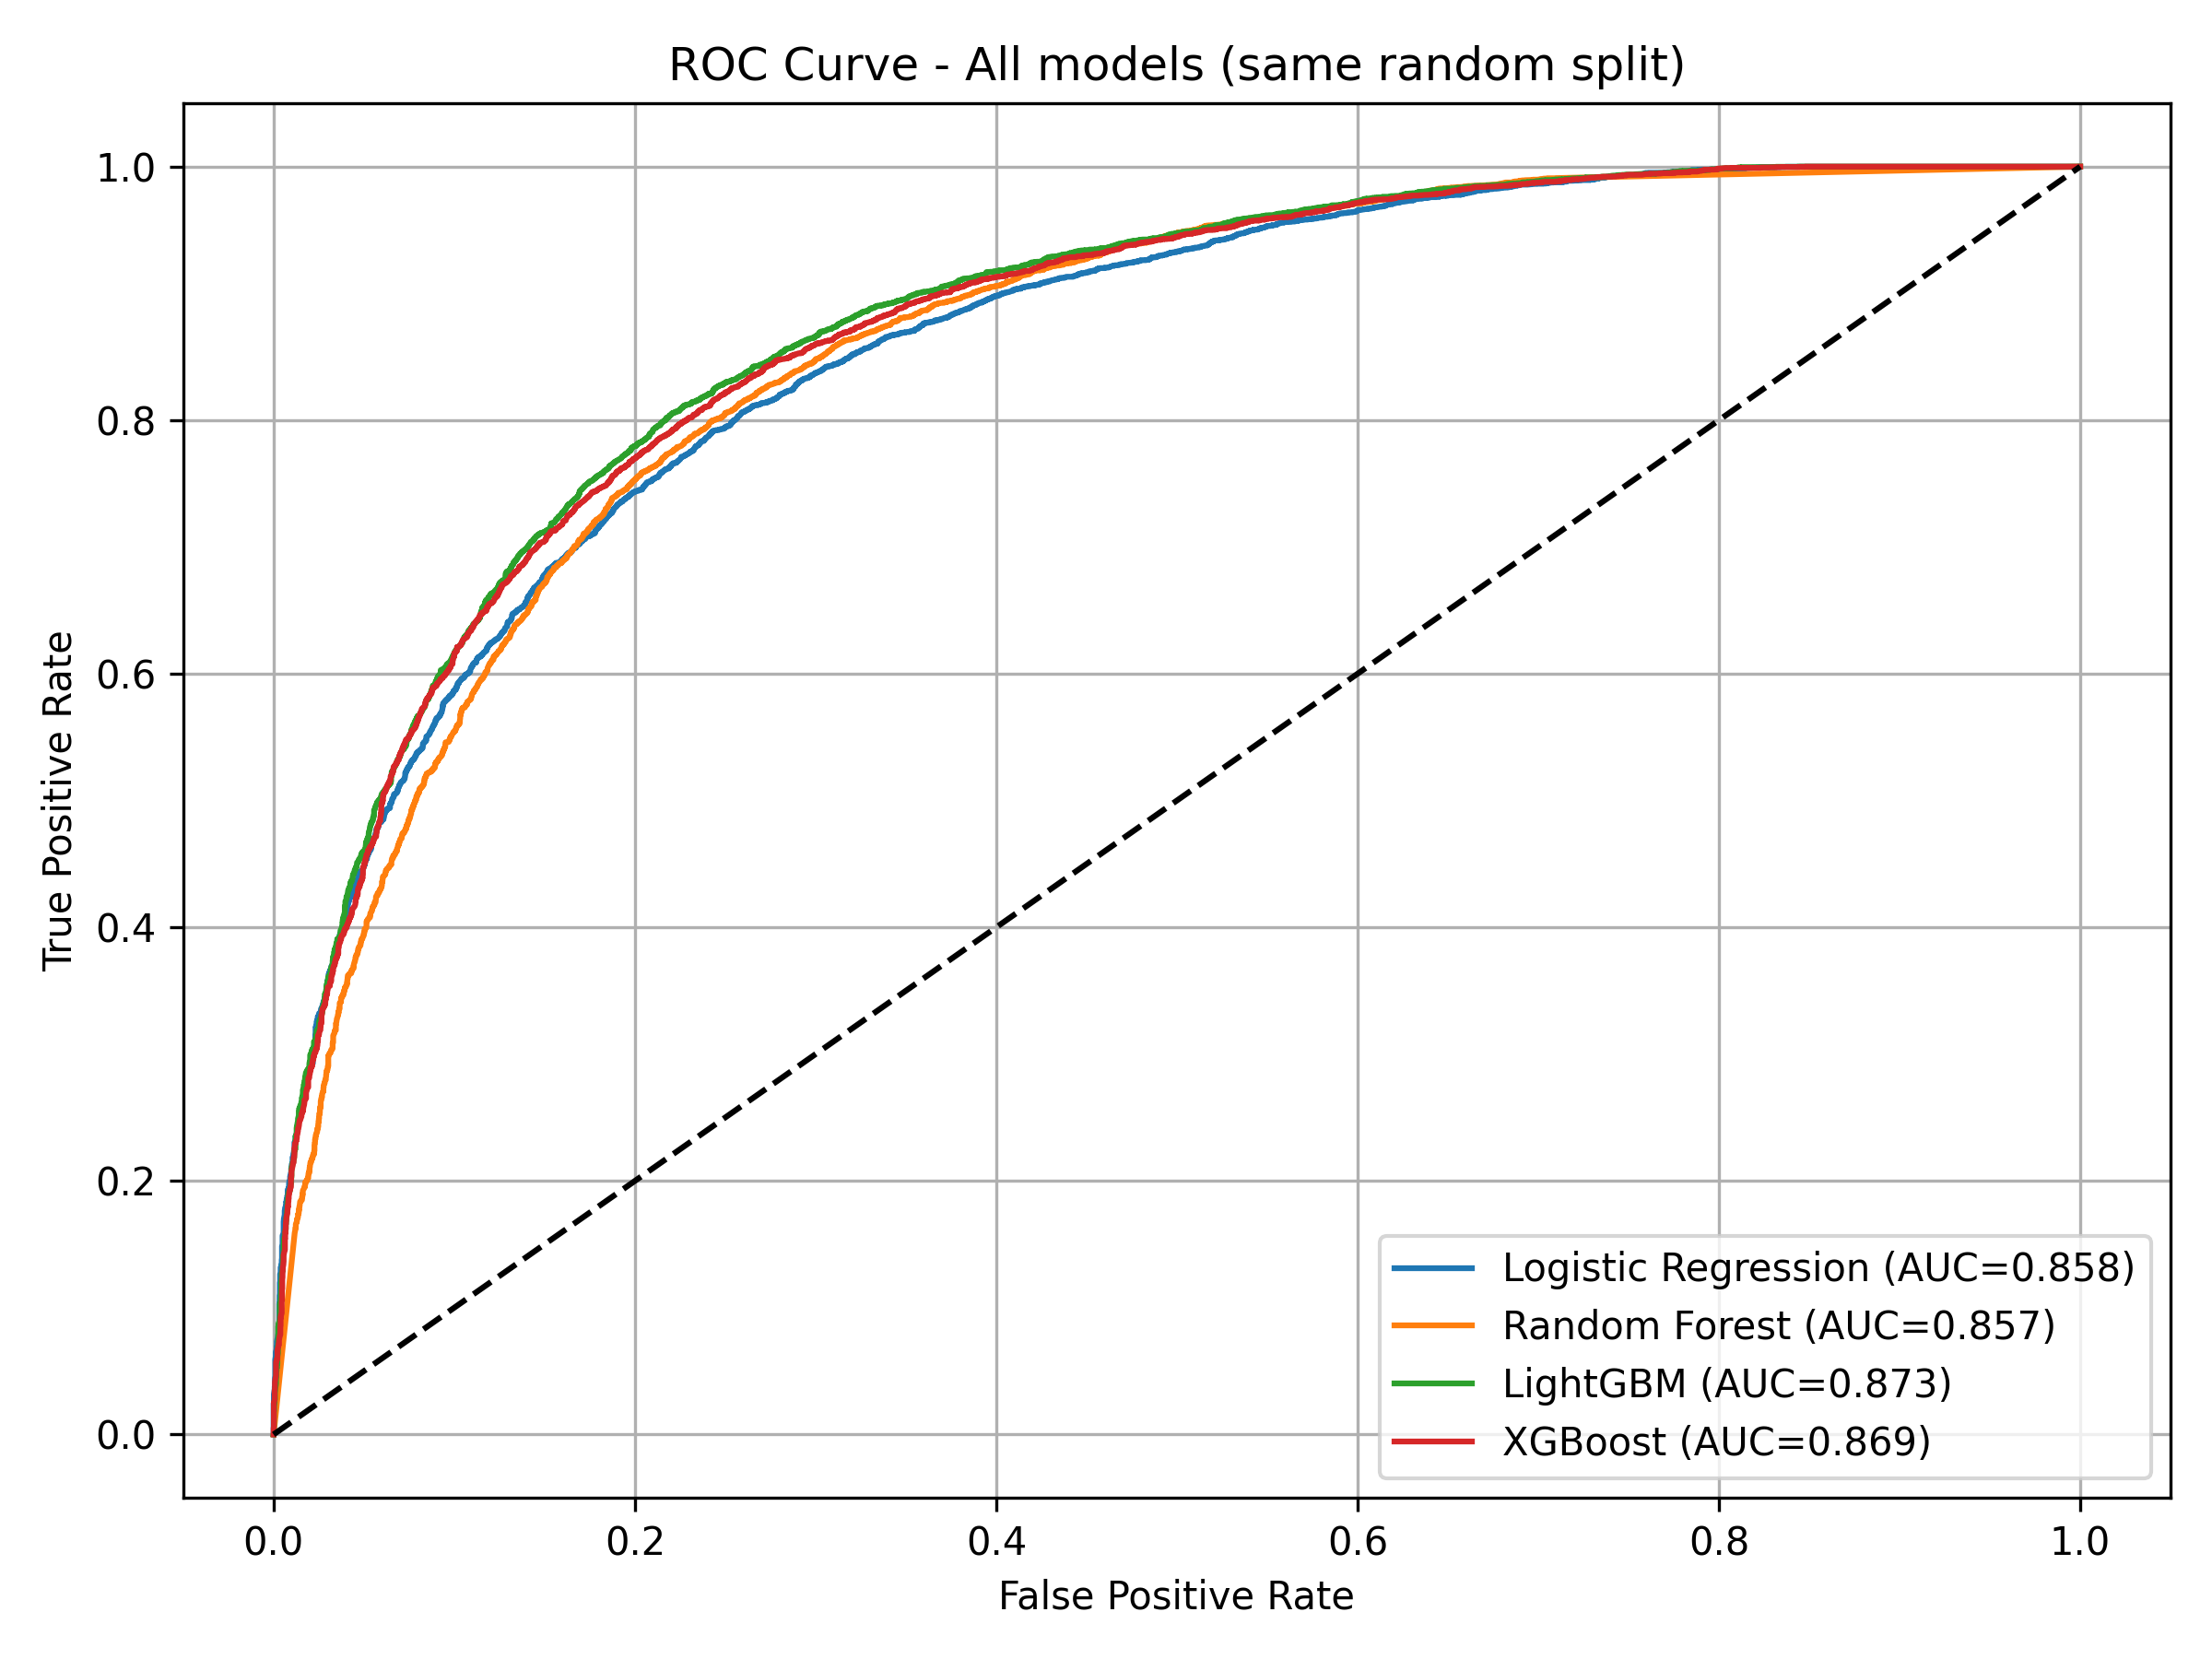 ROC Curve - All models (same random split)
1.0
0.8
0.6
0.4
0.2
0.0
True Positive Rate
0.0 0.2 0.4 0.6 0.8 1.0
False Positive Rate
Logistic Regression (AUC=0.858)
Random Forest (AUC=0.857)
LightGBM (AUC=0.873)
XGBoost (AUC=0.869)